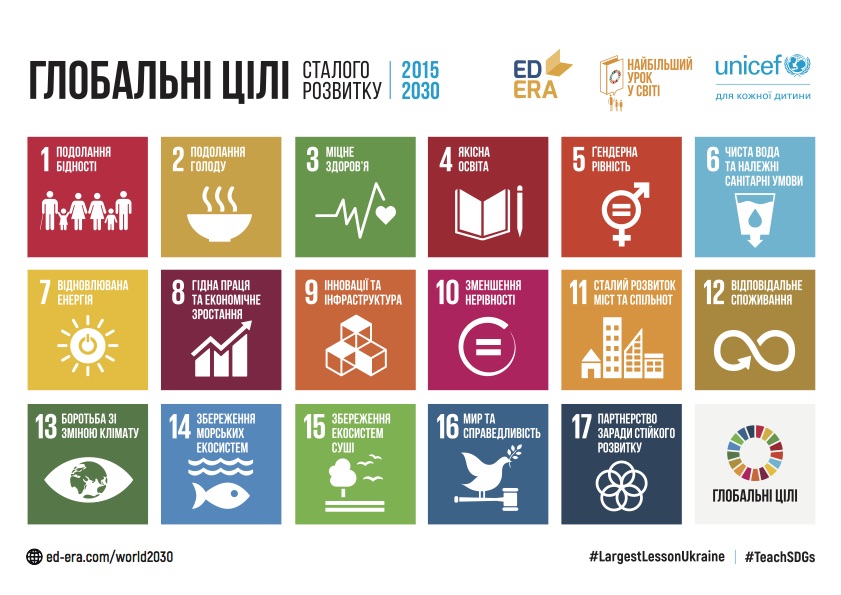 ГЛОБАЛЬНІ ЦІЛІ
СТАЛОГО
РОЗВИТКУ
2015
2030
ED
ERA
НАЙБІЛЬШИЙ
УРОК
У СВІТІ
unicef
для кожної дитини
1 ПОДОЛАННЯ
БІДНОСТІ
2 ПОДОЛАННЯ
ГОЛОДУ
3 МІЦНЕ
ЗДОРОВ'Я
4 ЯКІСНА
ОСВІТА
5 ҐЕНДЕРНА
РІВНІСТЬ
6 ЧИСТА ВОДА
ТА НАЛЕЖНІ
САНІТАРНІ УМОВИ
7 ВІДНОВЛЮВАНА
ЕНЕРГІЯ
8 ГІДНА ПРАЦЯ
ТА ЕКОНОМІЧНЕ
ЗРОСТАННЯ
9 ІННОВАЦІЇ ТА
ІНФРАСТРУКТУРА
10 ЗМЕНШЕННЯ
НЕРІВНОСТІ
11 СТАЛИЙ РОЗВИТОК
МІСТ ТА СПІЛЬНОТ
12 ВІДПОВІДАЛЬНЕ
СПОЖИВАННЯ
13 БОРОТЬБА ЗІ
ЗМІНОЮ КЛІМАТУ
14 ЗБЕРЕЖЕННЯ
МОРСЬКИХ
ЕКОСИСТЕМ
15 ЗБЕРЕЖЕННЯ
ЕКОСИСТЕМ
СУШІ
16 МИР ТА
СПРАВЕДЛИВІСТЬ
17 ПАРТНЕРСТВО
ЗАРАДИ СТІЙКОГО
РОЗВИТКУ
ГЛОБАЛЬНІ ЦІЛІ
ed-era.com/world2030
#LargestLessonUkraine
#TeachSDGs